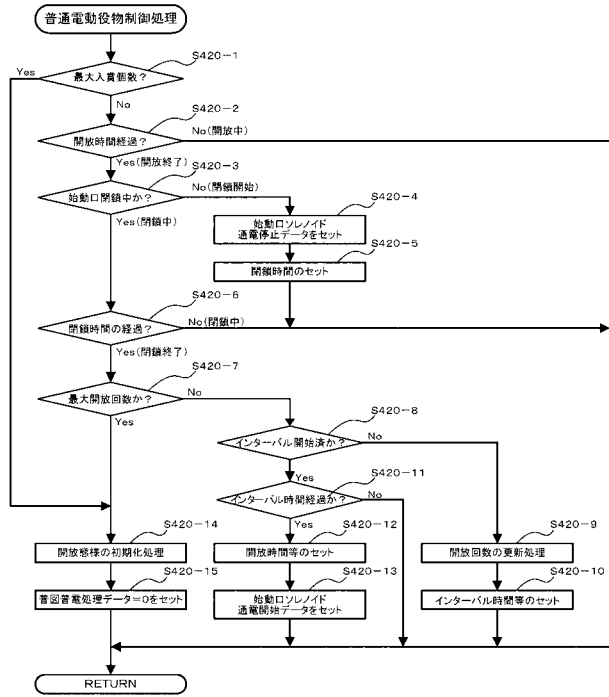 普通電動役物制御処理
S420-1
最大入賞個数?
Yes
No
S420-2
開放時間経過?
No(開放中)
Yes(開放終了)
S420-3
始動口閉鎖中か?
No(閉鎖開始)
Yes(閉鎖中)
S420-4
始動口ソレノイド
通電停止データをセット
S420-5
閉鎖時間のセット
S420-6
閉鎖時間の経過?
No(閉鎖中)
Yes(閉鎖終了)
S420-7
最大開放回数か?
No
Yes
S420-8
インターバル開始済か?
No
Yes
S420-11
インターバル時間経過か?
No
Yes
S420-14
開放態様の初期化処理
S420-12
開放時間等のセット
S420-9
開放回数の更新処理
S420-15
普図普電処理データ=0をセット
S420-13
始動口ソレノイド
通電開始データをセット
S420-10
インターバル時間等のセット
RETURN